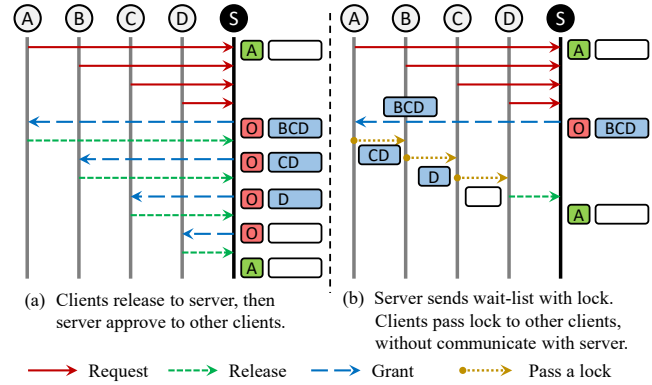 A B C D S
A
O BCD
O CD
O D
O
A
(a) Clients release to server, then
server approve to other clients.
A B C D S
A
BCD
O BCD
CD
D
A
(b) Server sends wait-list with lock.
Clients pass lock to other clients,
without communicate with server.
Request Release Grant Pass a lock